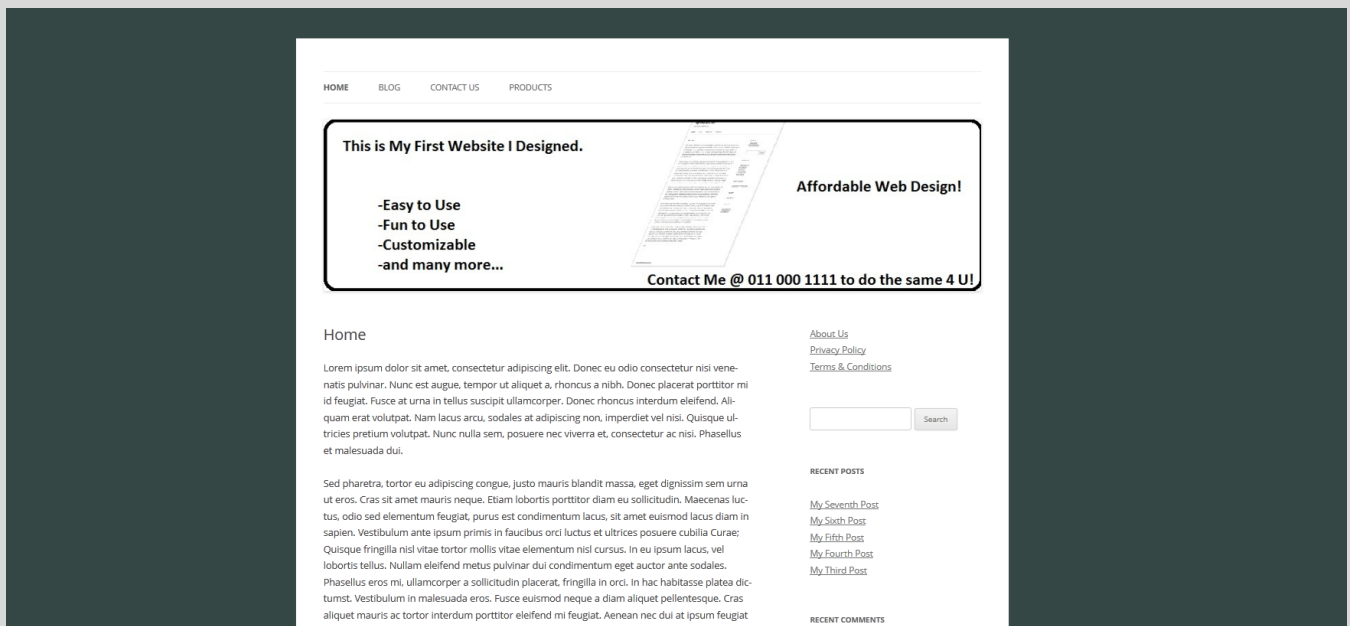 HOME BLOG CONTACT US PRODUCTS
This is My First Website I Designed.
-Easy to Use
-Fun to Use
-Customizable
-and many more...
Affordable Web Design!
Contact Me @ 011 000 1111 to do the same 4 U!
Home
Lorem ipsum dolor sit amet, consectetur adipiscing elit. Donec eu odio consectetur nisi vene-
natis pulvinar. Nunc est augue, tempor ut aliquet a, rhoncus a nibh. Donec placerat porttitor mi
id feugiat. Fusce at urna in tellus suscipit ullamcorper. Donec rhoncus interdum eleifend. Ali-
quam erat volutpat. Nam lacus arcu, sodales at adipiscing non, imperdiet vel nisi. Quisque ul-
tricies pretium volutpat. Nunc nulla sem, posuere nec viverra et, consectetur ac nisi. Phasellus
et malesuada dui.
Sed pharetra, tortor eu adipiscing congue, justo mauris blandit massa, eget dignissim sem urna
ut eros. Cras sit amet mauris neque. Etiam lobortis porttitor diam eu sollicitudin. Maecenas luc-
tus, odio sed elementum feugiat, purus est condimentum lacus, sit amet euismod lacus diam in
sapien. Vestibulum ante ipsum primis in faucibus orci luctus et ultrices posuere cubilia Curae;
Quisque fringilla nisl vitae tortor mollis vitae elementum nisl cursus. In eu ipsum lacus, vel
lobortis tellus. Nullam eleifend metus pulvinar dui condimentum eget auctor ante sodales.
Phasellus eros mi, ullamcorper a sollicitudin placerat, fringilla in orci. In hac habitasse platea dic-
tumst. Vestibulum in malesuada eros. Fusce euismod neque a diam aliquet pellentesque. Cras
aliquet mauris ac tortor interdum porttitor eleifend mi feugiat. Aenean nec dui at ipsum feugiat
About Us
Privacy Policy
Terms & Conditions
Search
RECENT POSTS
My Seventh Post
My Sixth Post
My Fifth Post
My Fourth Post
My Third Post
RECENT COMMENTS